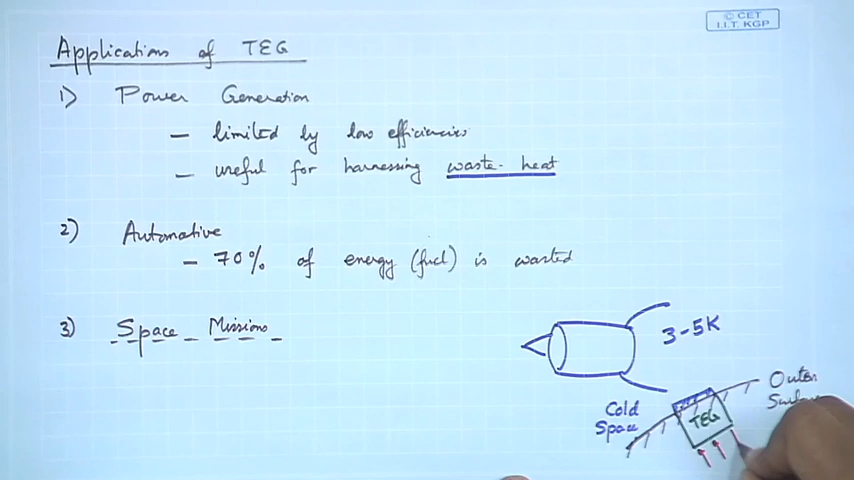 © CET
I.I.T. KGP
Applications of TEG
1) Power Generation
— limited by low efficiencies
— useful for harnessing waste-heat
2) Automative
— 70% of energy (fuel) is wasted
3) Space Missions
3-5K
Outer
Cold
Space
TEG